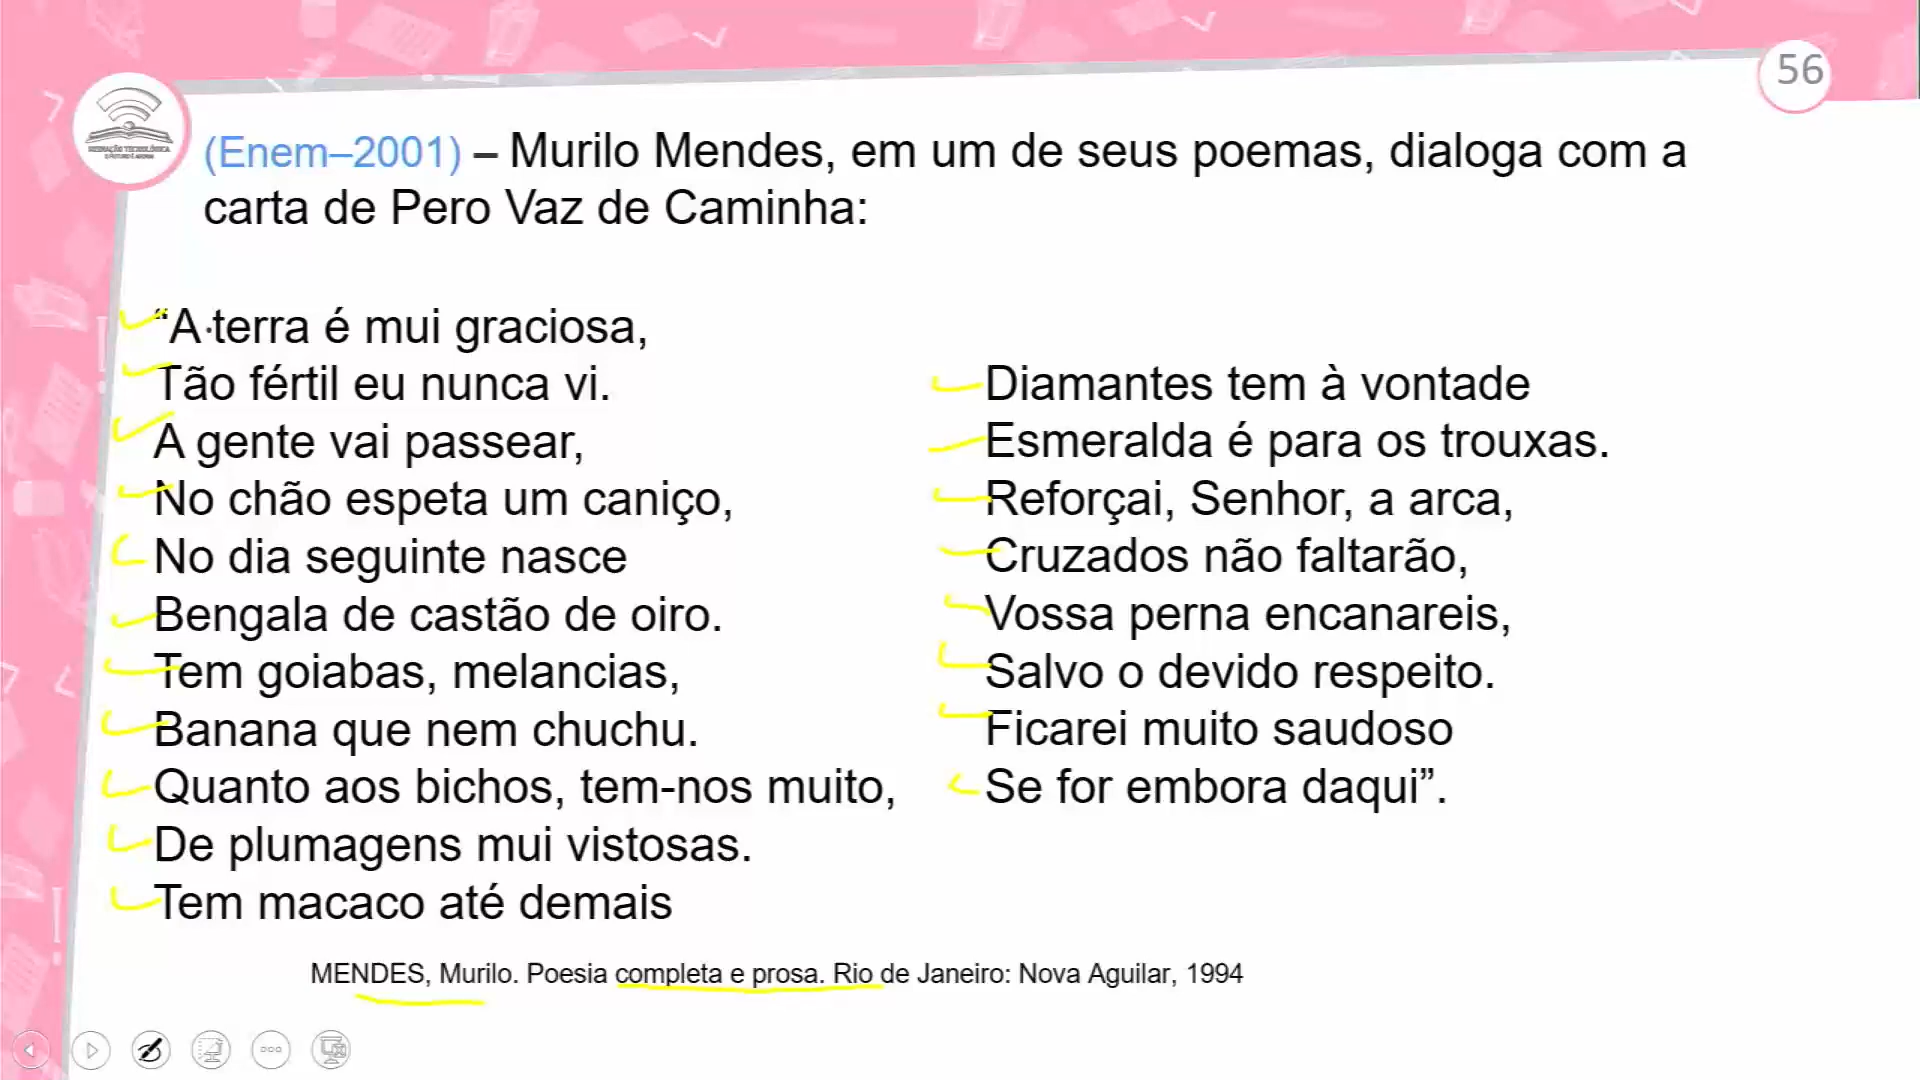 56
(Enem–2001) – Murilo Mendes, em um de seus poemas, dialoga com a
carta de Pero Vaz de Caminha:
“A terra é mui graciosa,
Tão fértil eu nunca vi.
A gente vai passear,
No chão espeta um caniço,
No dia seguinte nasce
Bengala de castão de oiro.
Tem goiabas, melancias,
Banana que nem chuchu.
Quanto aos bichos, tem-nos muito,
De plumagens mui vistosas.
Tem macaco até demais
Diamantes tem à vontade
Esmeralda é para os trouxas.
Reforçai, Senhor, a arca,
Cruzados não faltarão,
Vossa perna encanareis,
Salvo o devido respeito.
Ficarei muito saudoso
Se for embora daqui”.
MENDES, Murilo. Poesia completa e prosa. Rio de Janeiro: Nova Aguilar, 1994